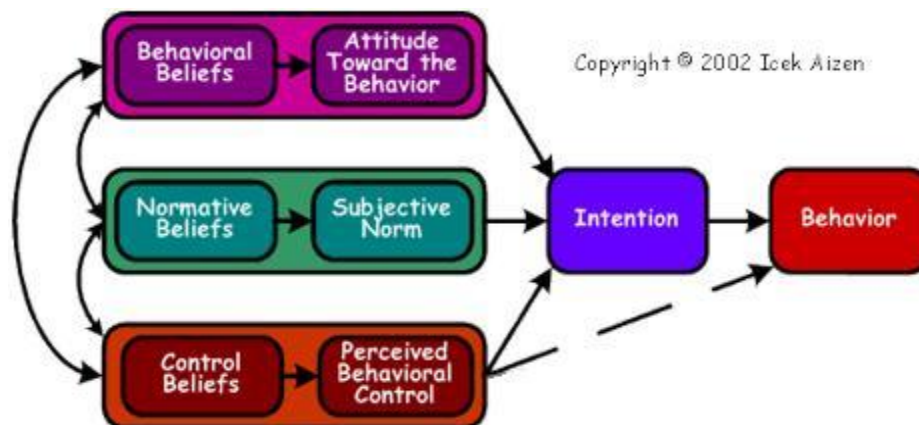 Behavioral
Beliefs
Attitude
Toward the
Behavior
Copyright © 2002 Icek Aizen
Normative
Beliefs
Subjective
Norm
Intention
Behavior
Control
Beliefs
Perceived
Behavioral
Control